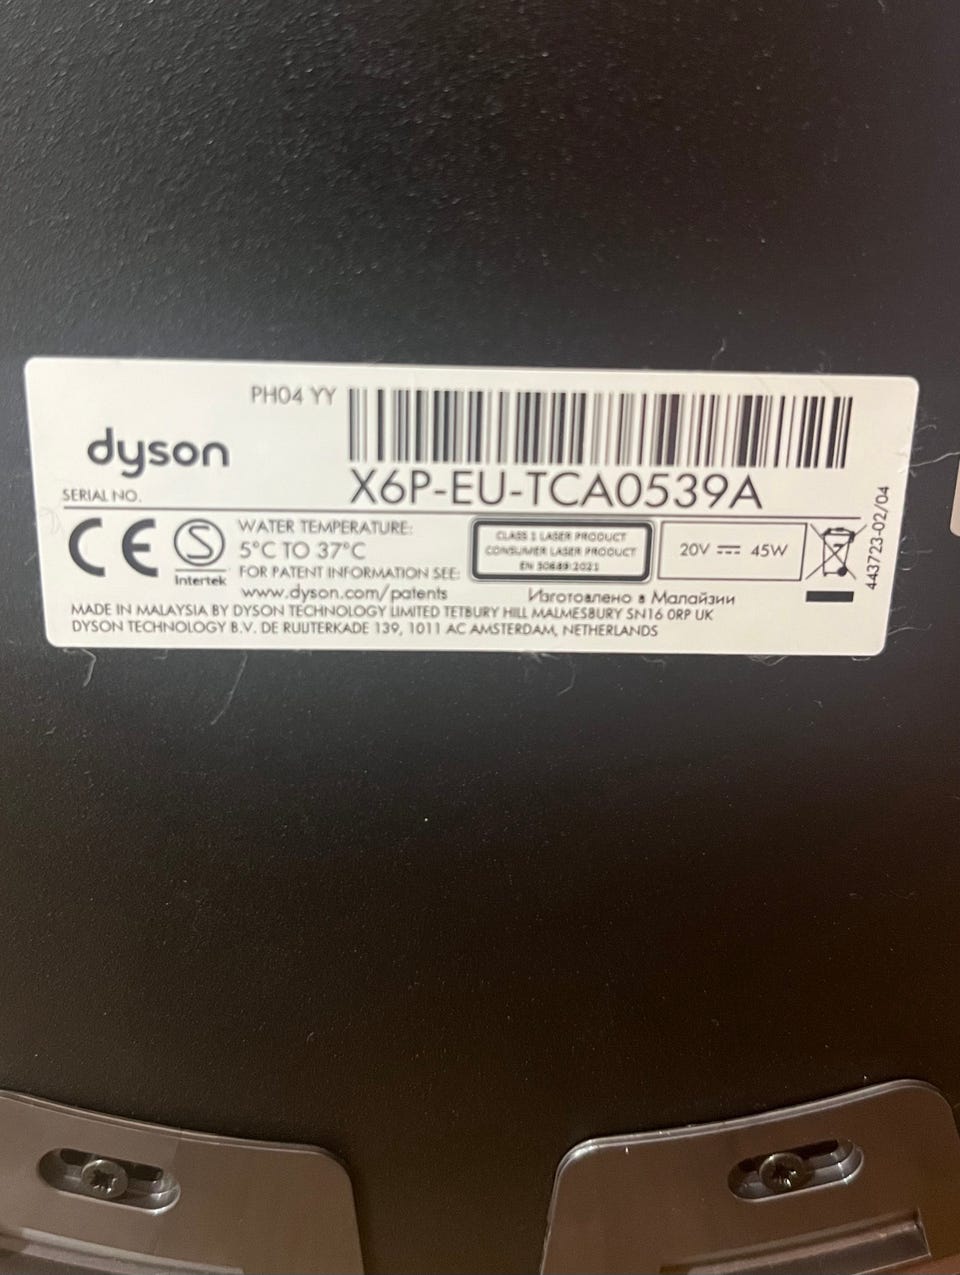 PH04 YY
dyson
X6P-EU-TCA0539A
SERIAL NO.
CE
S
Intertek
WATER TEMPERATURE:
5°C TO 37°C
FOR PATENT INFORMATION SEE:
www.dyson.com/patents
CLASS 1 LASER PRODUCT
CONSUMER LASER PRODUCT
EN 50689:2021
20V ⎓ 45W
443723-02/04
Изготовлено в Малайзии
MADE IN MALAYSIA BY DYSON TECHNOLOGY LIMITED TETBURY HILL MALMESBURY SN16 0RP UK
DYSON TECHNOLOGY B.V. DE RUIJTERKADE 139, 1011 AC AMSTERDAM, NETHERLANDS